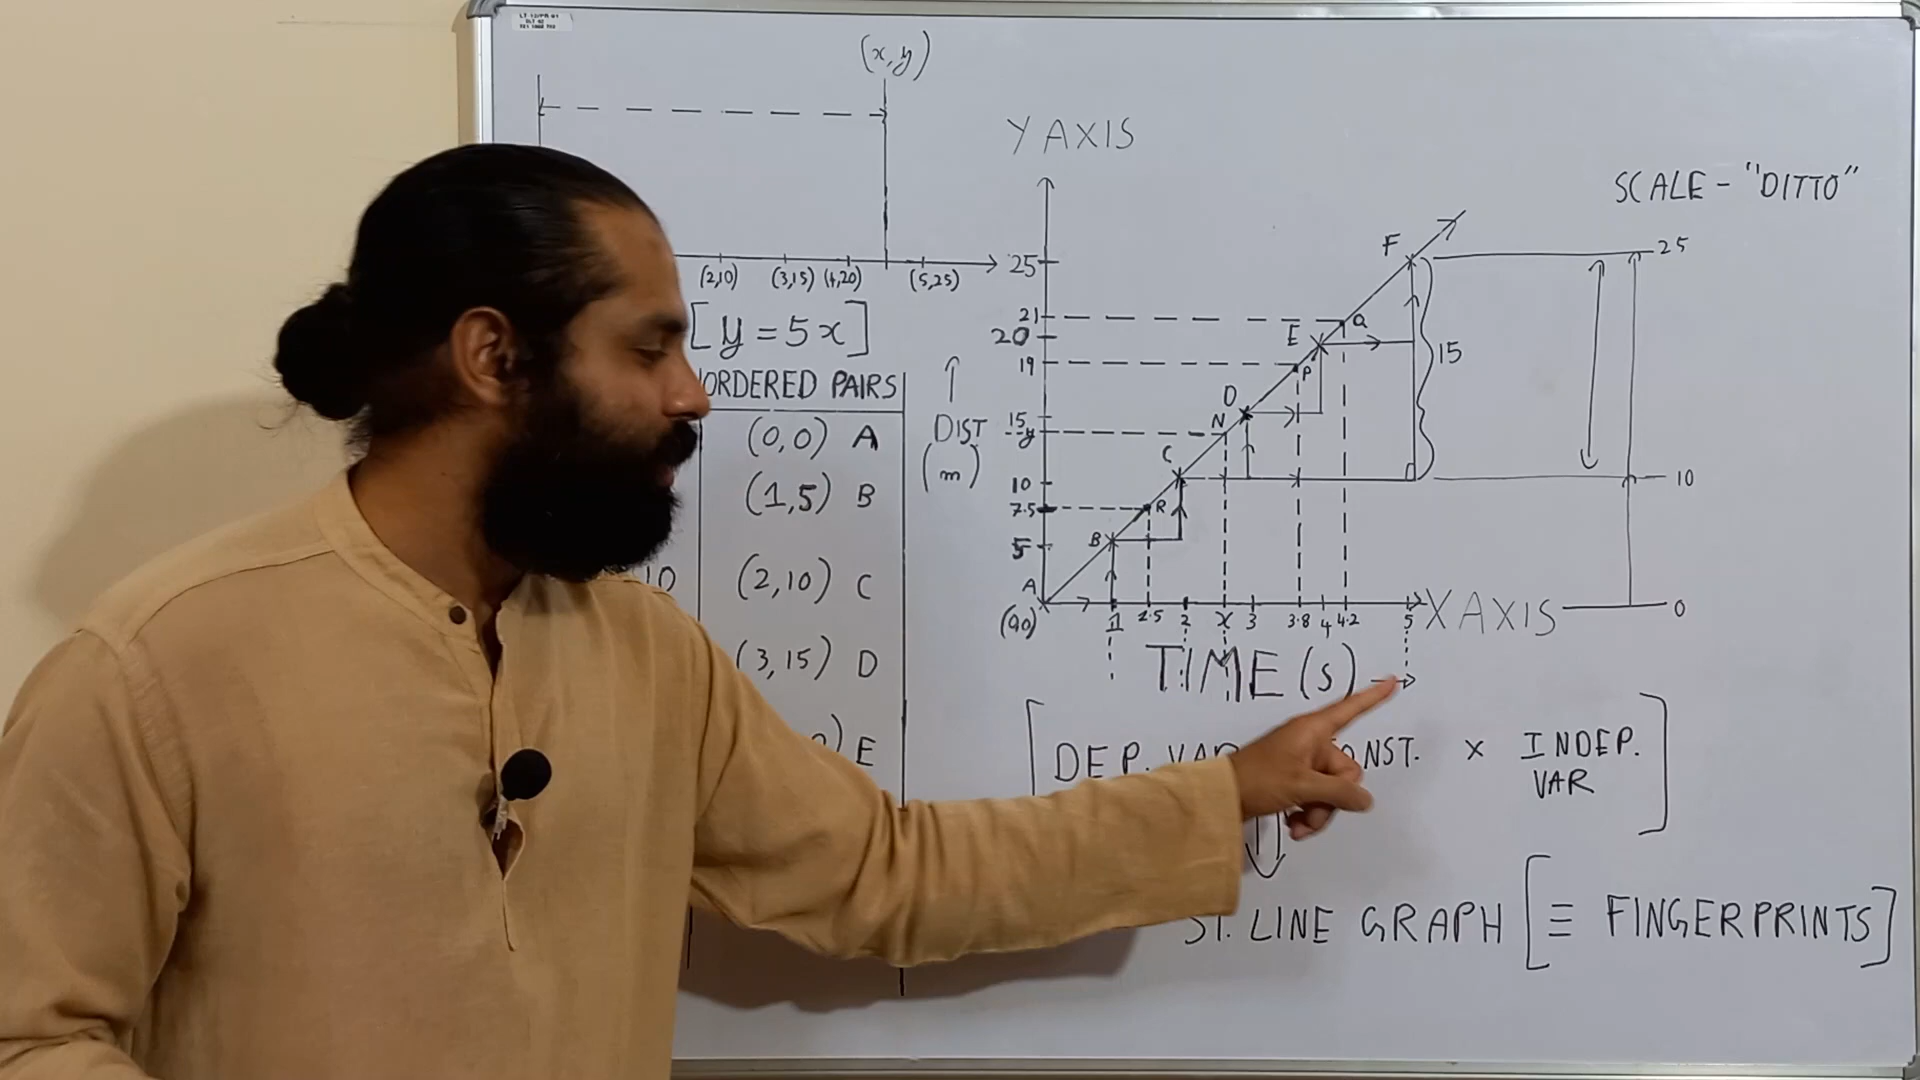 (x,y)
(2,10) (3,15) (4,20) (5,25)
[y=5x]
ORDERED PAIRS
(0,0) A
(1,5) B
10 (2,10) C
(3,15) D
) E
Y AXIS
SCALE - "DITTO"
25
21
20
19
15
y
10
7.5
5
DIST
(m)
A
B
R
C
N
D
P
E
Q
F
15
25
10
0
(0,0)
1 1.5 2 x 3 3.8 4 4.2 5
X AXIS
TIME (s)
[DEP. VAR ONST. × INDEP.
VAR]
ST. LINE GRAPH [≡ FINGERPRINTS]